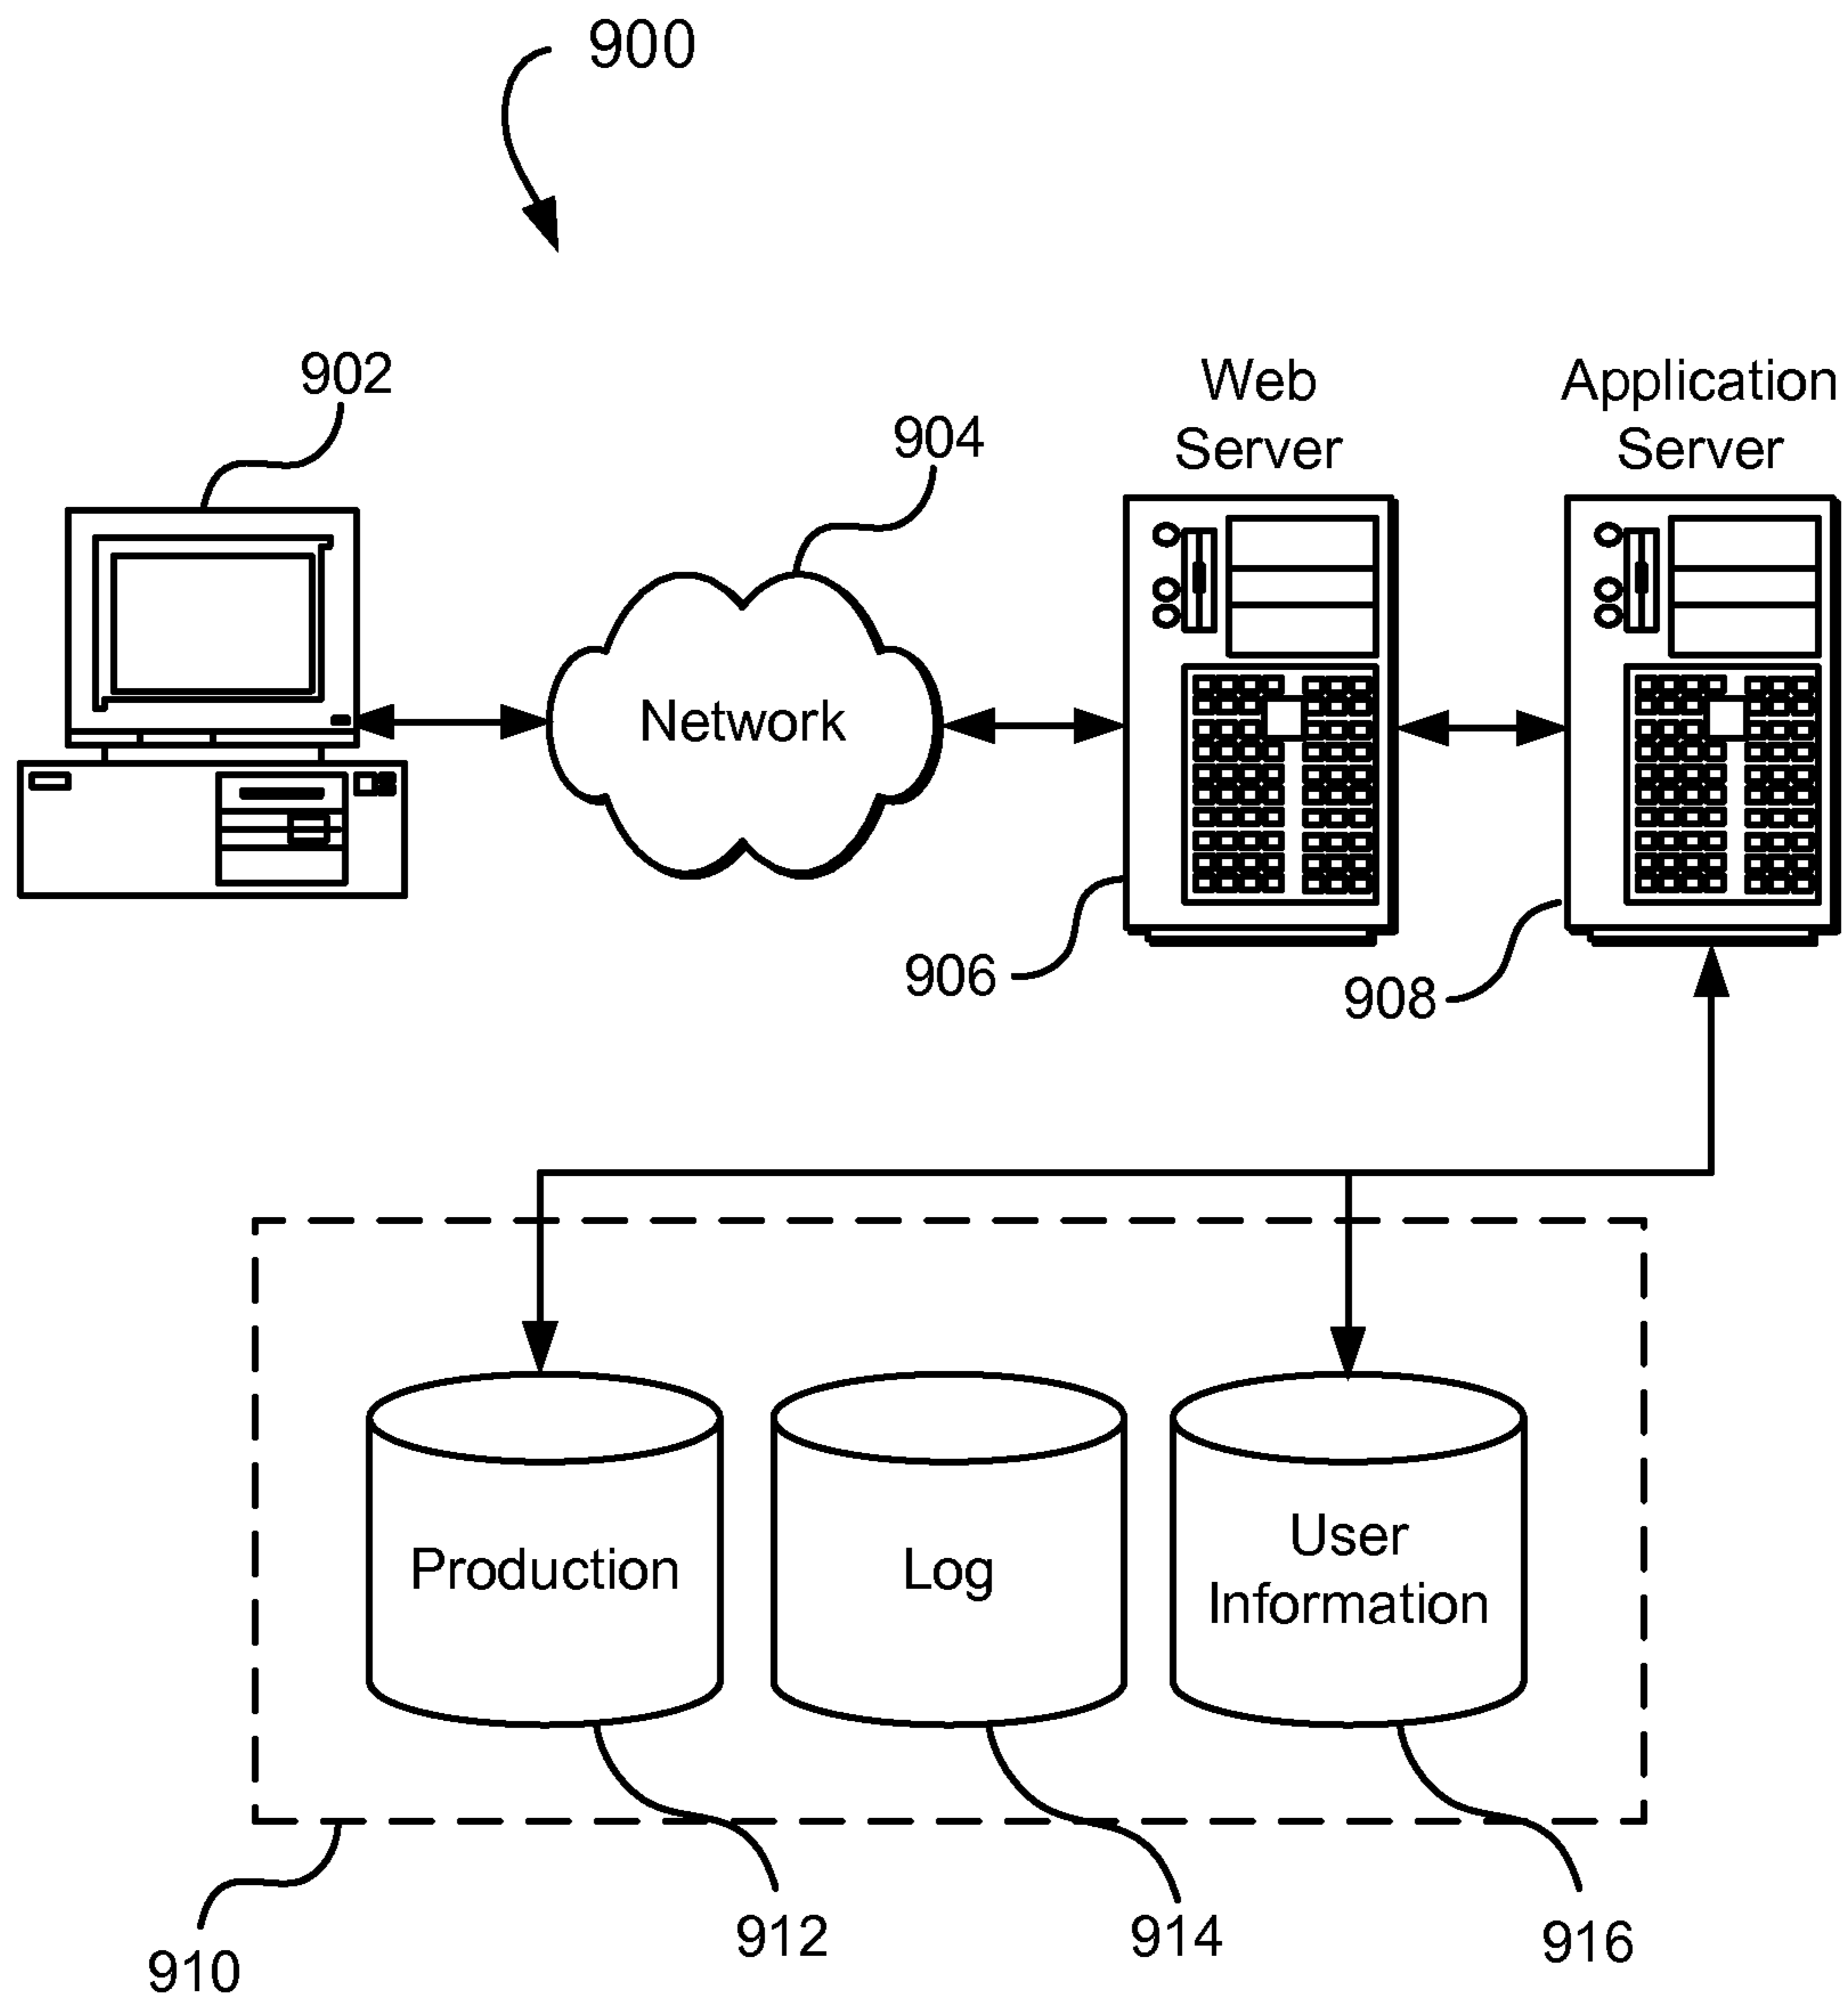 900
902
904
Web
Server
Application
Server
Network
906
908
Production
Log
User
Information
910
912
914
916